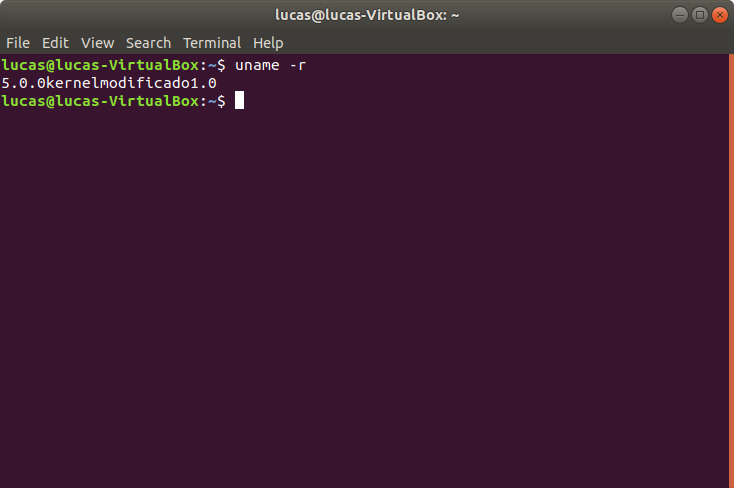 lucas@lucas-VirtualBox: ~
File Edit View Search Terminal Help
lucas@lucas-VirtualBox:~$ uname -r
5.0.0kernelmodificado1.0
lucas@lucas-VirtualBox:~$